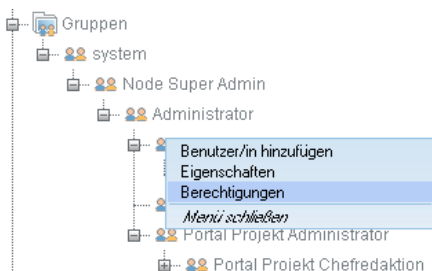 Gruppen
system
Node Super Admin
Administrator
Benutzer/in hinzufügen
Eigenschaften
Berechtigungen
Menü schließen
Portal Projekt Administrator
Portal Projekt Chefredaktion